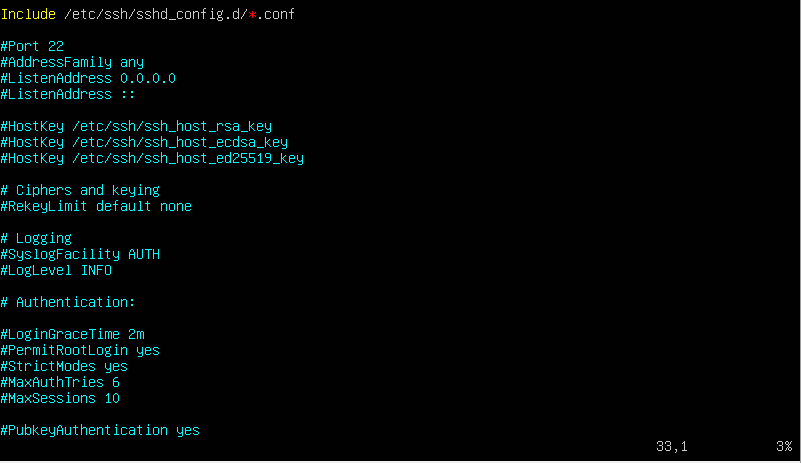 Include /etc/ssh/sshd_config.d/*.conf
#Port 22
#AddressFamily any
#ListenAddress 0.0.0.0
#ListenAddress ::
#HostKey /etc/ssh/ssh_host_rsa_key
#HostKey /etc/ssh/ssh_host_ecdsa_key
#HostKey /etc/ssh/ssh_host_ed25519_key
# Ciphers and keying
#RekeyLimit default none
# Logging
#SyslogFacility AUTH
#LogLevel INFO
# Authentication:
#LoginGraceTime 2m
#PermitRootLogin yes
#StrictModes yes
#MaxAuthTries 6
#MaxSessions 10
#PubkeyAuthentication yes
33,1 3%